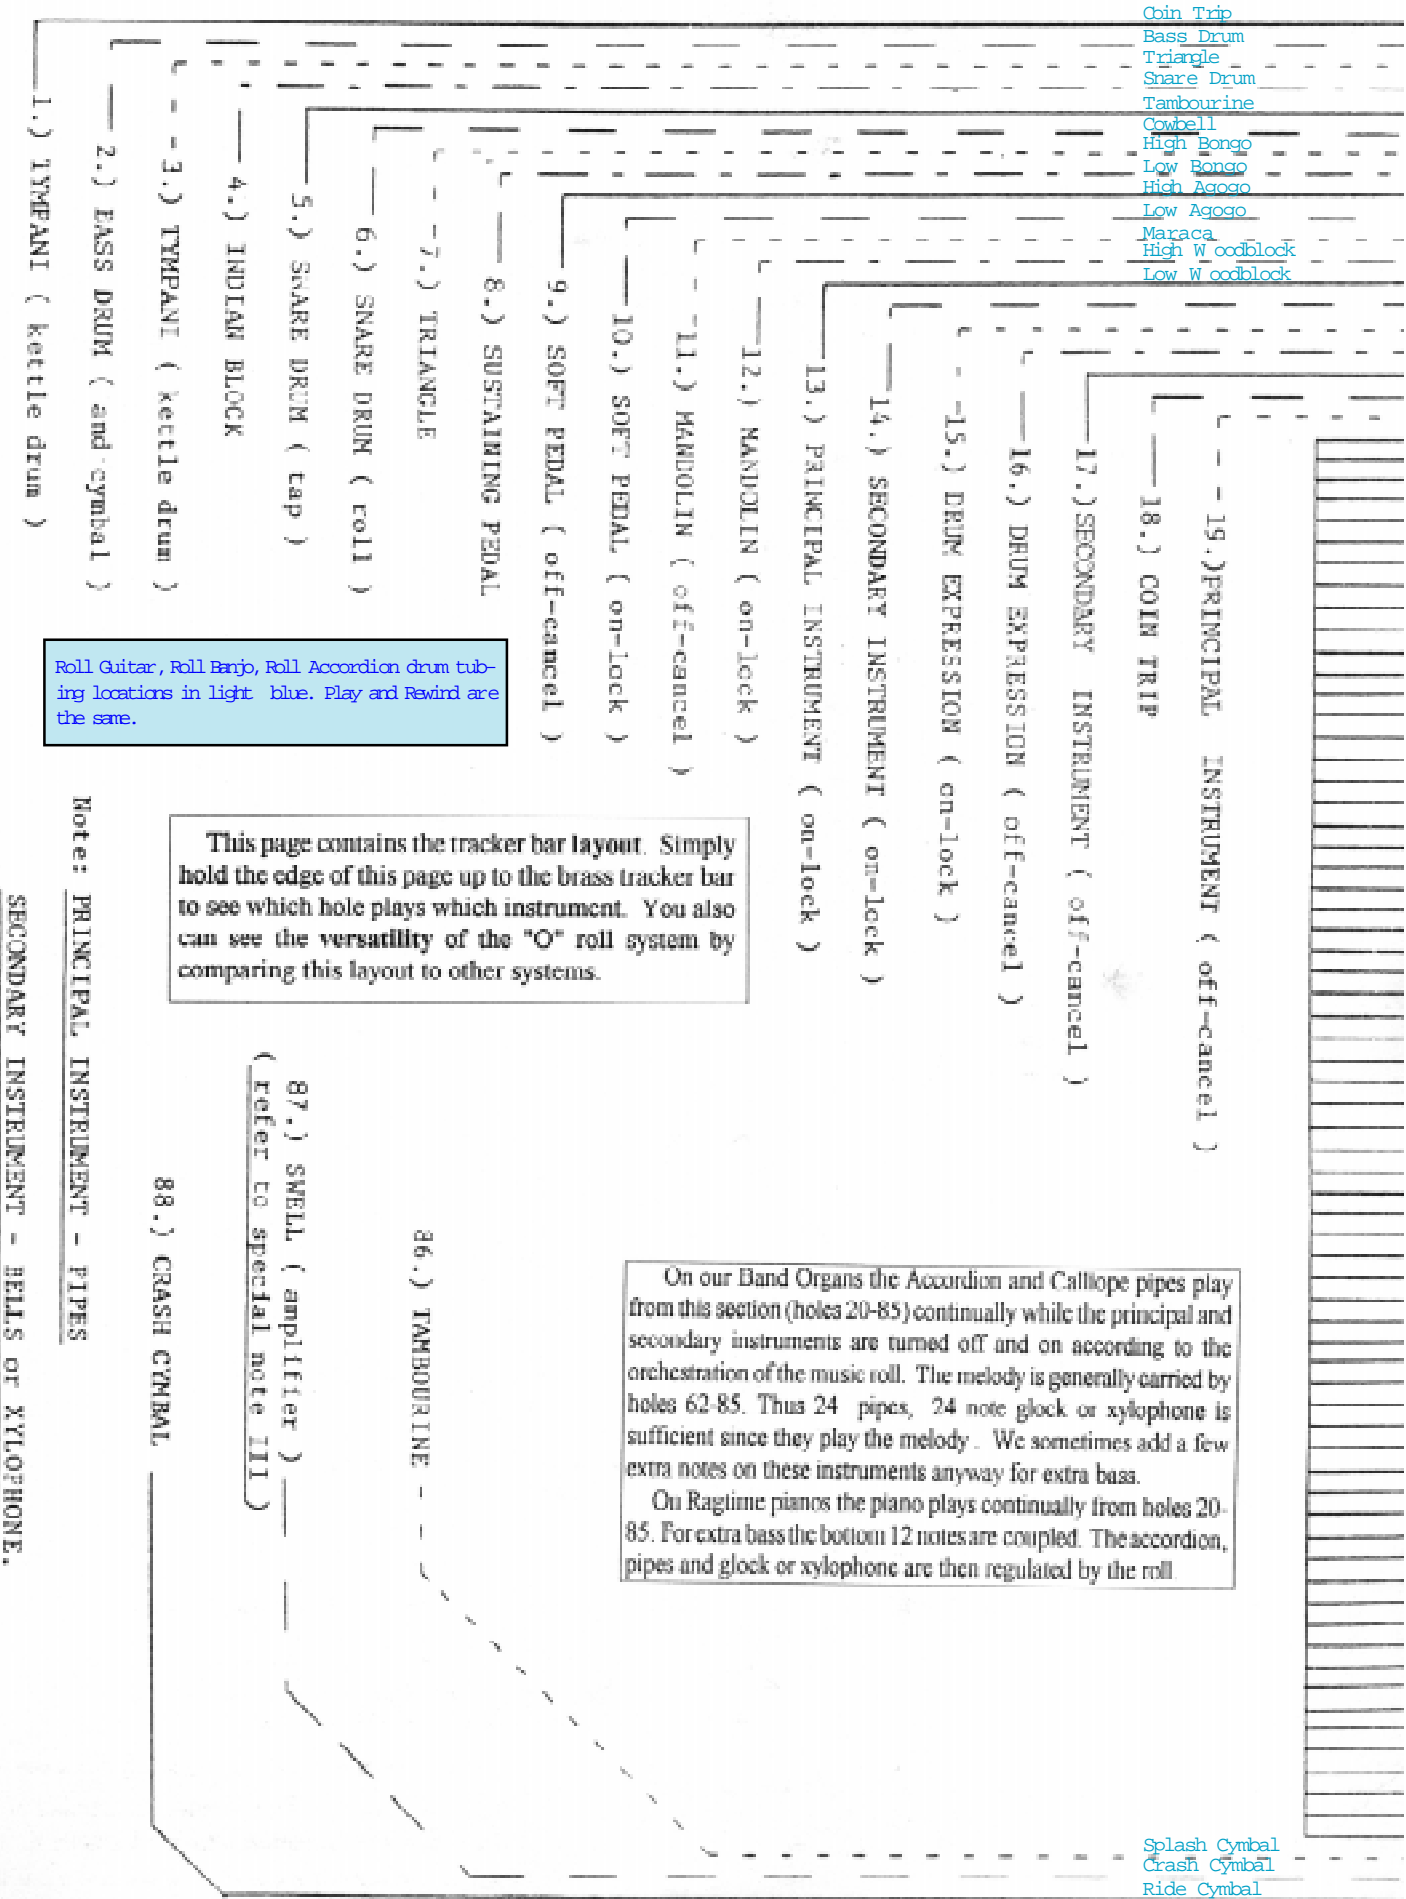 Coin Trip
Bass Drum
Triangle
Snare Drum
Tambourine
Cowbell
High Bongo
Low Bongo
High Agogo
Low Agogo
Maraca
High W oodblock
Low W oodblock
1.) TYMPANI ( kettle drum )
2.) BASS DRUM ( and cymbal )
3.) TYMPANI ( kettle drum )
4.) INDIAN BLOCK
5.) SNARE DRUM ( tap )
6.) SNARE DRUM ( roll )
7.) TRIANGLE
8.) SUSTAINING PEDAL
9.) SOFT PEDAL ( off-cancel )
10.) SOFT PEDAL ( on-lock )
11.) MANDOLIN ( off-cancel )
12.) MANDOLIN ( on-lock )
13.) PRINCIPAL INSTRUMENT ( on-lock )
14.) SECONDARY INSTRUMENT ( on-lock )
15.) DRUM EXPRESION ( on-lock )
16.) DRUM EXPRESSION ( off-cancel )
17.) SECONDARY INSTRUMENT ( off-cancel )
18.) COIN TRIP
19.) PRINCIPAL INSTRUMENT ( off-cancel )
Roll Guitar, Roll Banjo, Roll Accordion drum tub-
ing locations in light blue. Play and Rewind are
the same.
This page contains the tracker bar layout. Simply
hold the edge of this page up to the brass tracker bar
to see which hole plays which instrument. You also
can see the versatility of the "O" roll system by
comparing this layout to other systems.
Note: PRINCIPAL INSTRUMENT - PIPES
SECONDARY INSTRUMENT - BELLS or XYLOPHONE.
86.) TAMBOURINE
87.) SWELL ( amplifier )
( refer to special note III )
88.) CRASH CYMBAL
On our Band Organs the Accordion and Calliope pipes play
from this section (holes 20-85) continually while the principal and
secondary instruments are turned off and on according to the
orchestration of the music roll. The melody is generally carried by
holes 62-85. Thus 24 pipes, 24 note glock or xylophone is
sufficient since they play the melody . We sometimes add a few
extra notes on these instruments anyway for extra bass.
On Ragtime pianos the piano plays continually from holes 20-
85. For extra bass the bottom 12 notes are coupled. The accordion,
pipes and glock or xylophone are then regulated by the roll.
Splash Cymbal
Crash Cymbal
Ride Cymbal